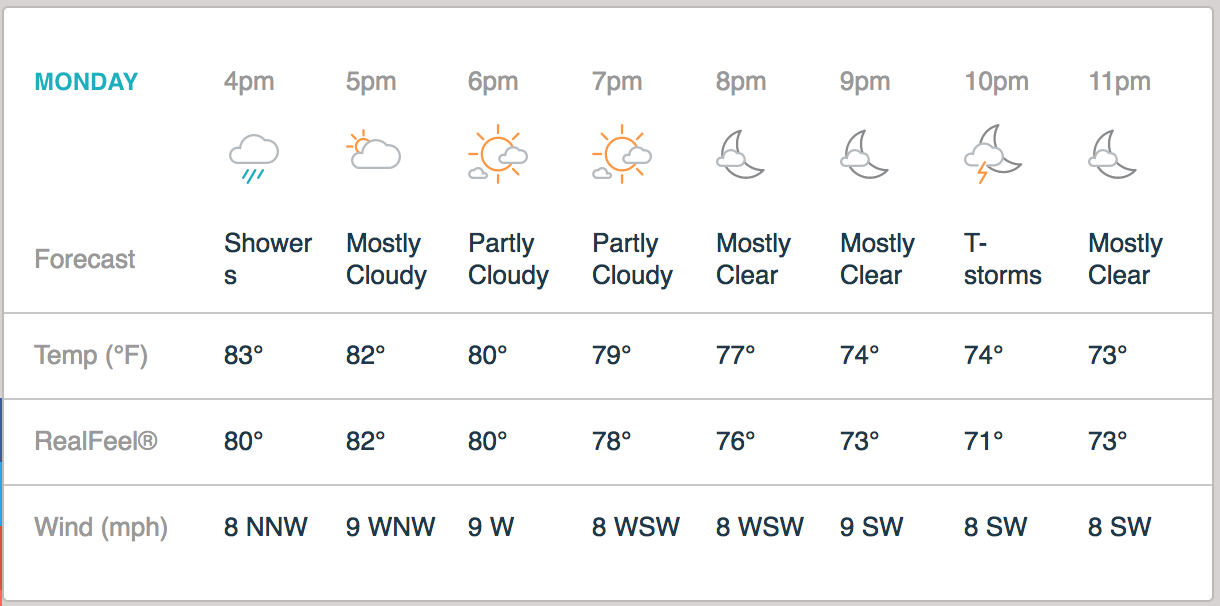 MONDAY 4pm 5pm 6pm 7pm 8pm 9pm 10pm 11pm
Forecast
Shower Mostly Partly Partly Mostly Mostly T- Mostly
s Cloudy Cloudy Cloudy Clear Clear storms Clear
Temp (°F) 83° 82° 80° 79° 77° 74° 74° 73°
RealFeel® 80° 82° 80° 78° 76° 73° 71° 73°
Wind (mph) 8 NNW 9 WNW 9 W 8 WSW 8 WSW 9 SW 8 SW 8 SW